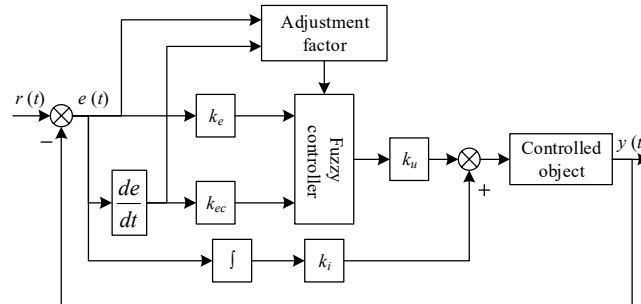 Adjustment
factor
r (t)
e (t)
−
k_e
Fuzzy
controller
k_u
+
Controlled
object
y (t
de
dt
k_ec
∫
k_i